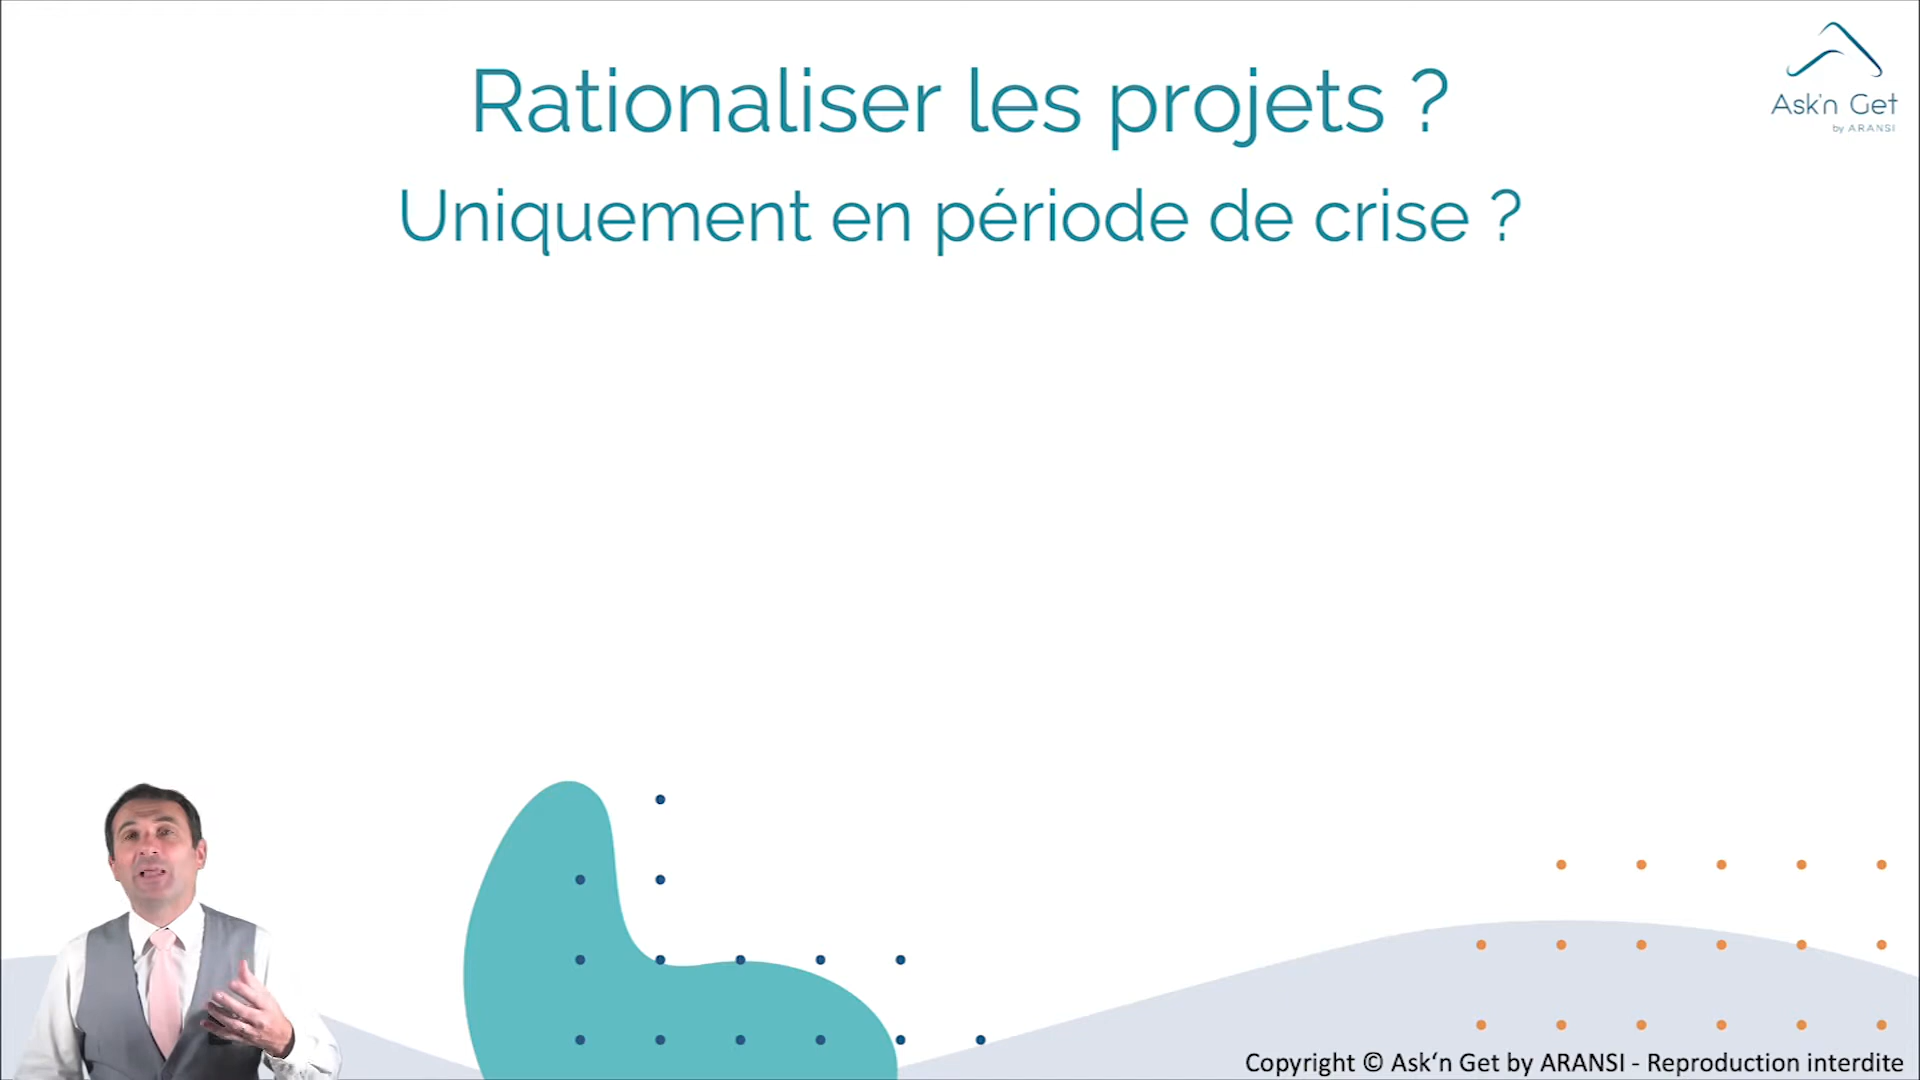 Rationaliser les projets ?
Uniquement en période de crise ?
Ask'n Get
by ARANSI
Copyright © Ask‘n Get by ARANSI - Reproduction interdite